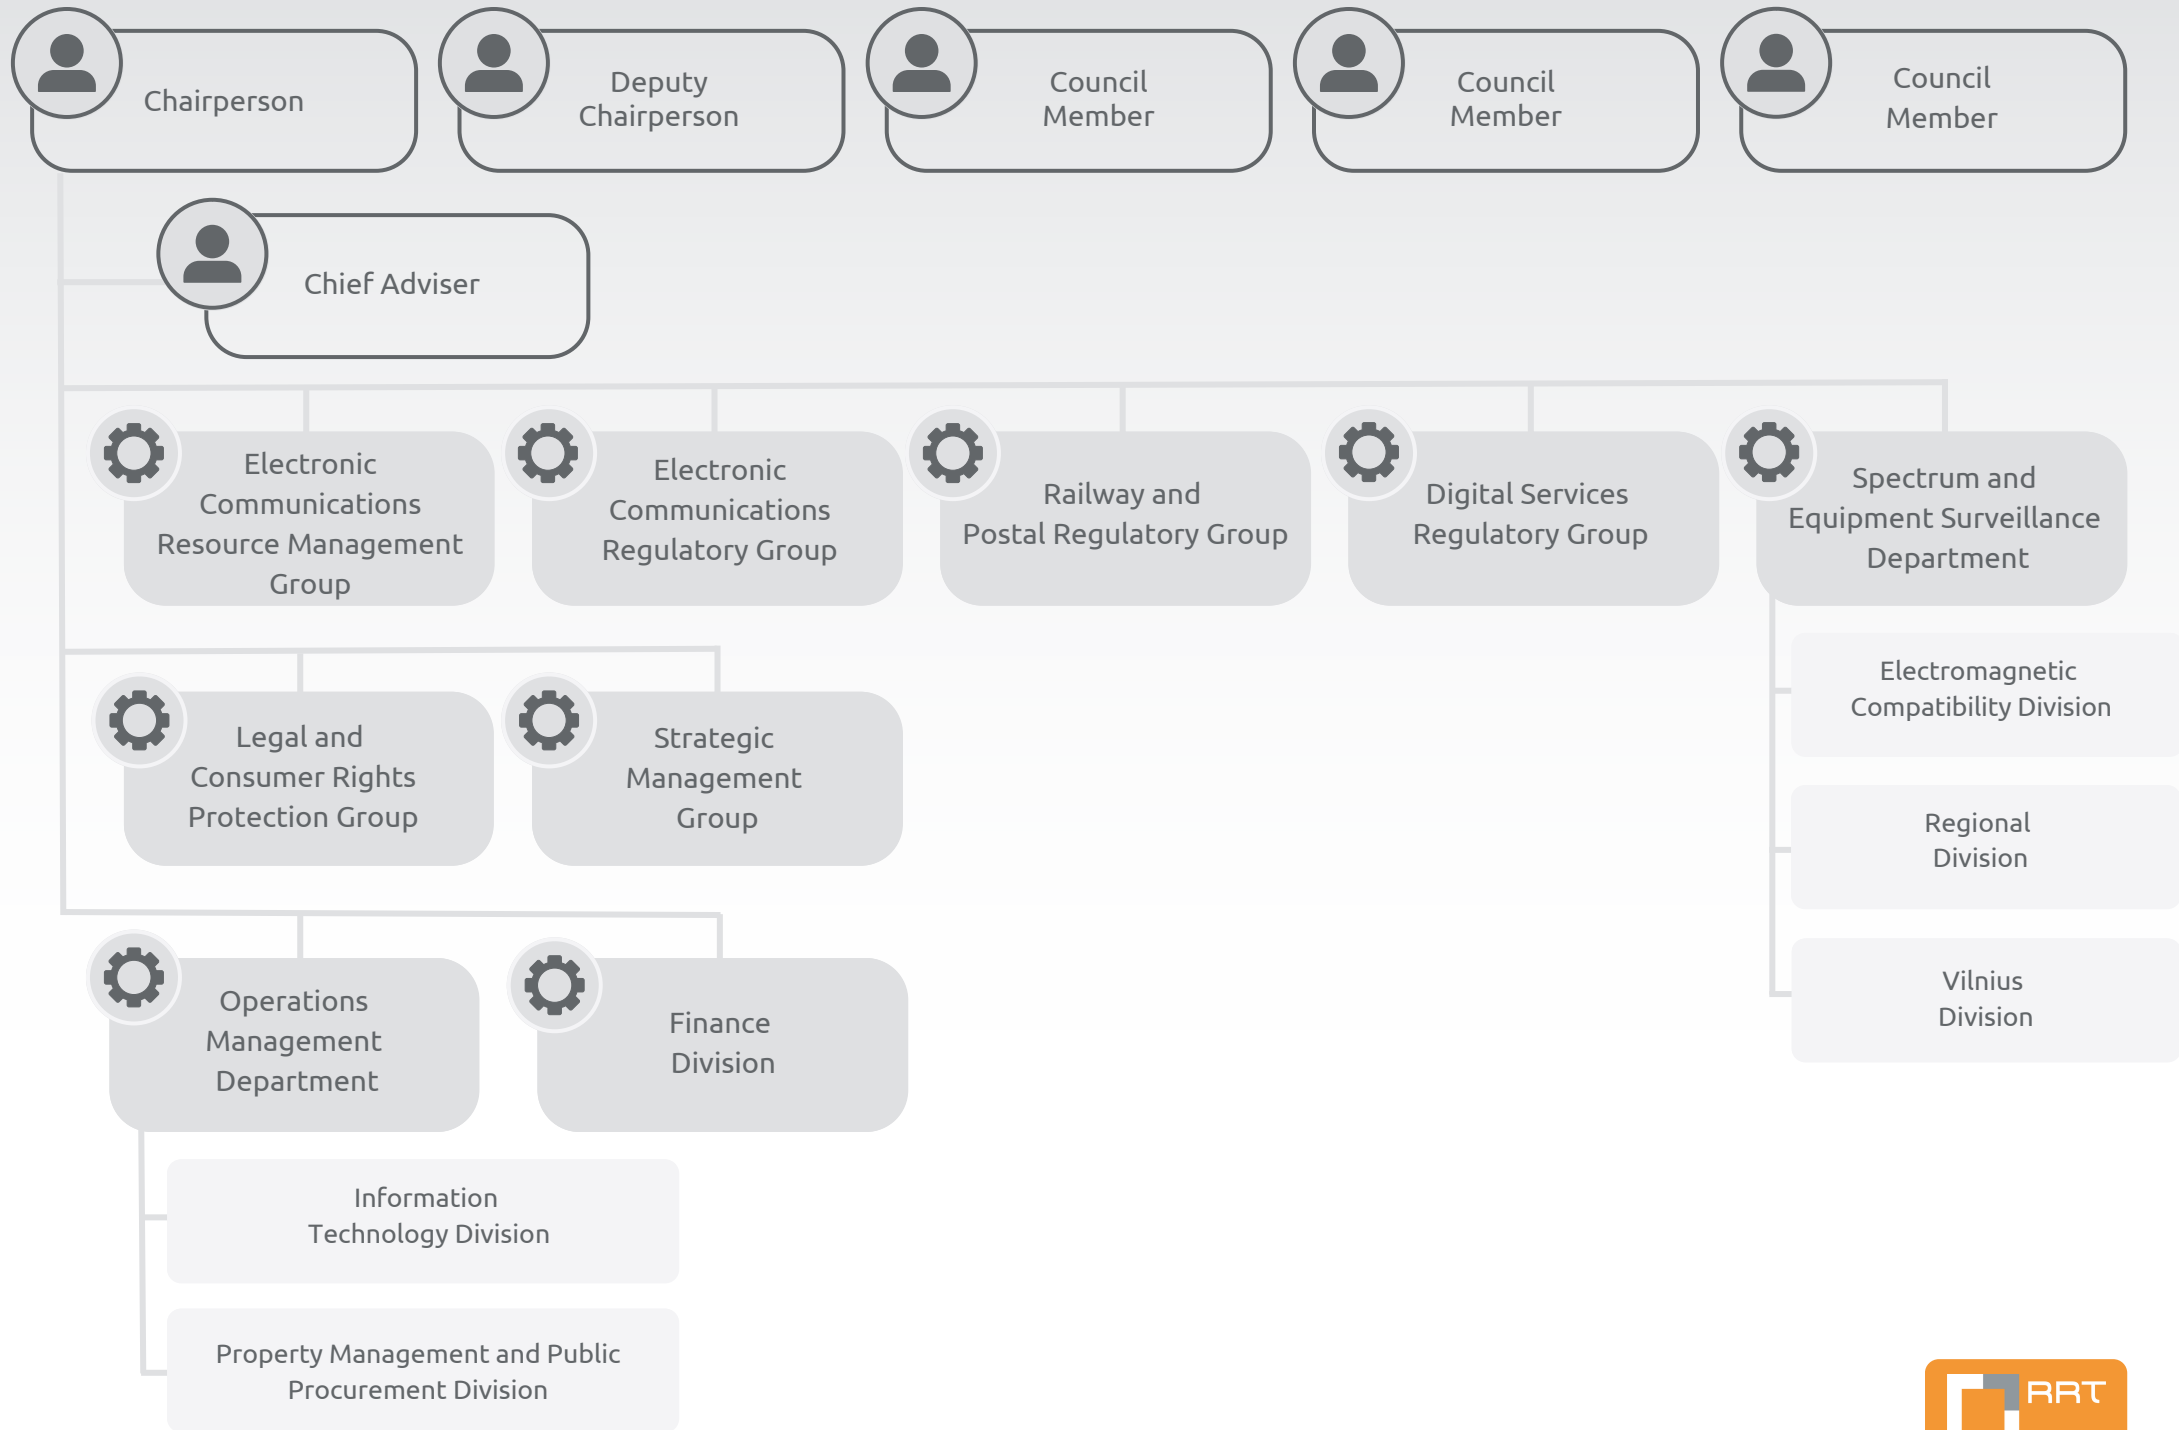 Chairperson
Deputy
Chairperson
Council
Member
Council
Member
Council
Member
Chief Adviser
Electronic
Communications
Resource Management
Group
Electronic
Communications
Regulatory Group
Railway and
Postal Regulatory Group
Digital Services
Regulatory Group
Spectrum and
Equipment Surveillance
Department
Electromagnetic
Compatibility Division
Regional
Division
Vilnius
Division
Legal and
Consumer Rights
Protection Group
Strategic
Management
Group
Operations
Management
Department
Finance
Division
Information
Technology Division
Property Management and Public
Procurement Division
RRT